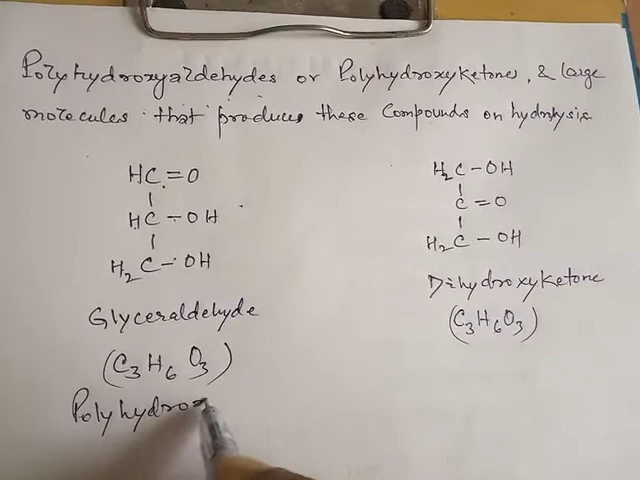 Polyhydroxyaldehydes or Polyhydroxyketones, & large
molecules that produces these compounds on hydrolysis.
HC=O
HC-OH
H₂C-OH
Glyceraldehyde
(C₃H₆O₃)
Polyhydrox
H₂C-OH
C=O
H₂C-OH
Dihydroxyketone
(C₃H₆O₃)